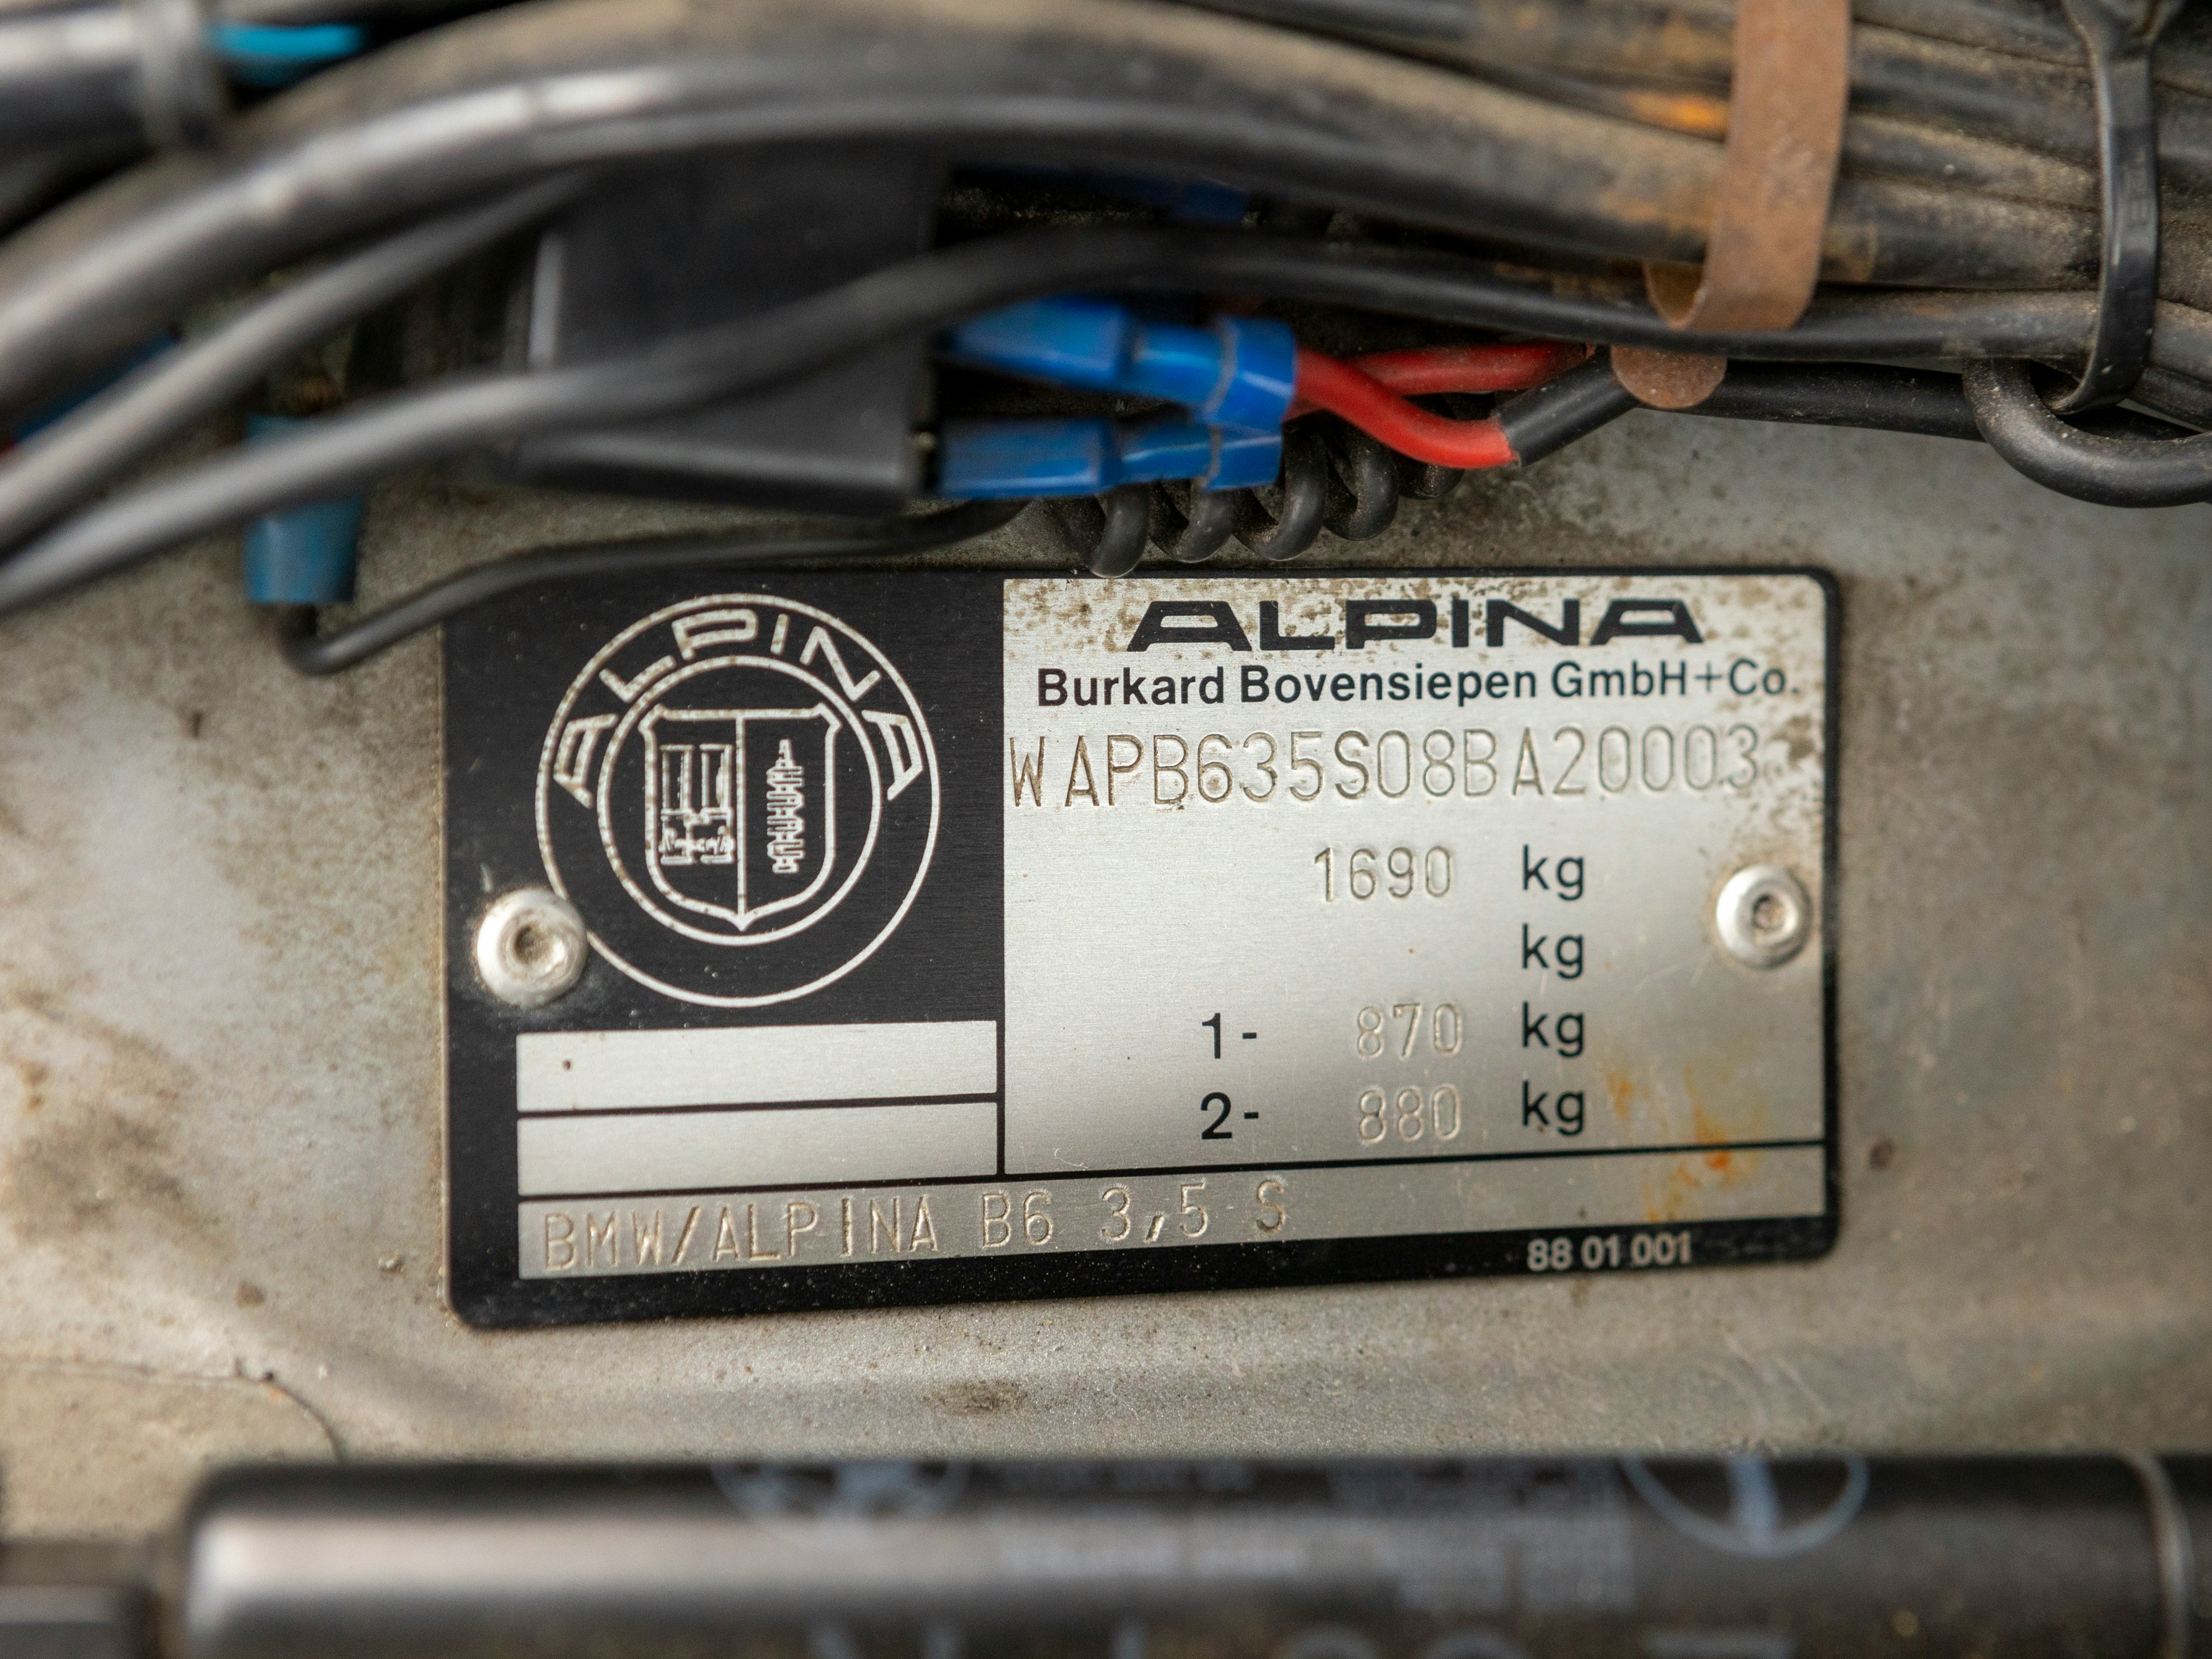 ALPINA
ALPINA
Burkard Bovensiepen GmbH+Co.
WAPB635S08BA20003
1690 kg
kg
1- 870 kg
2- 880 kg
BMW/ALPINA B6 3,5 S
88 01 001